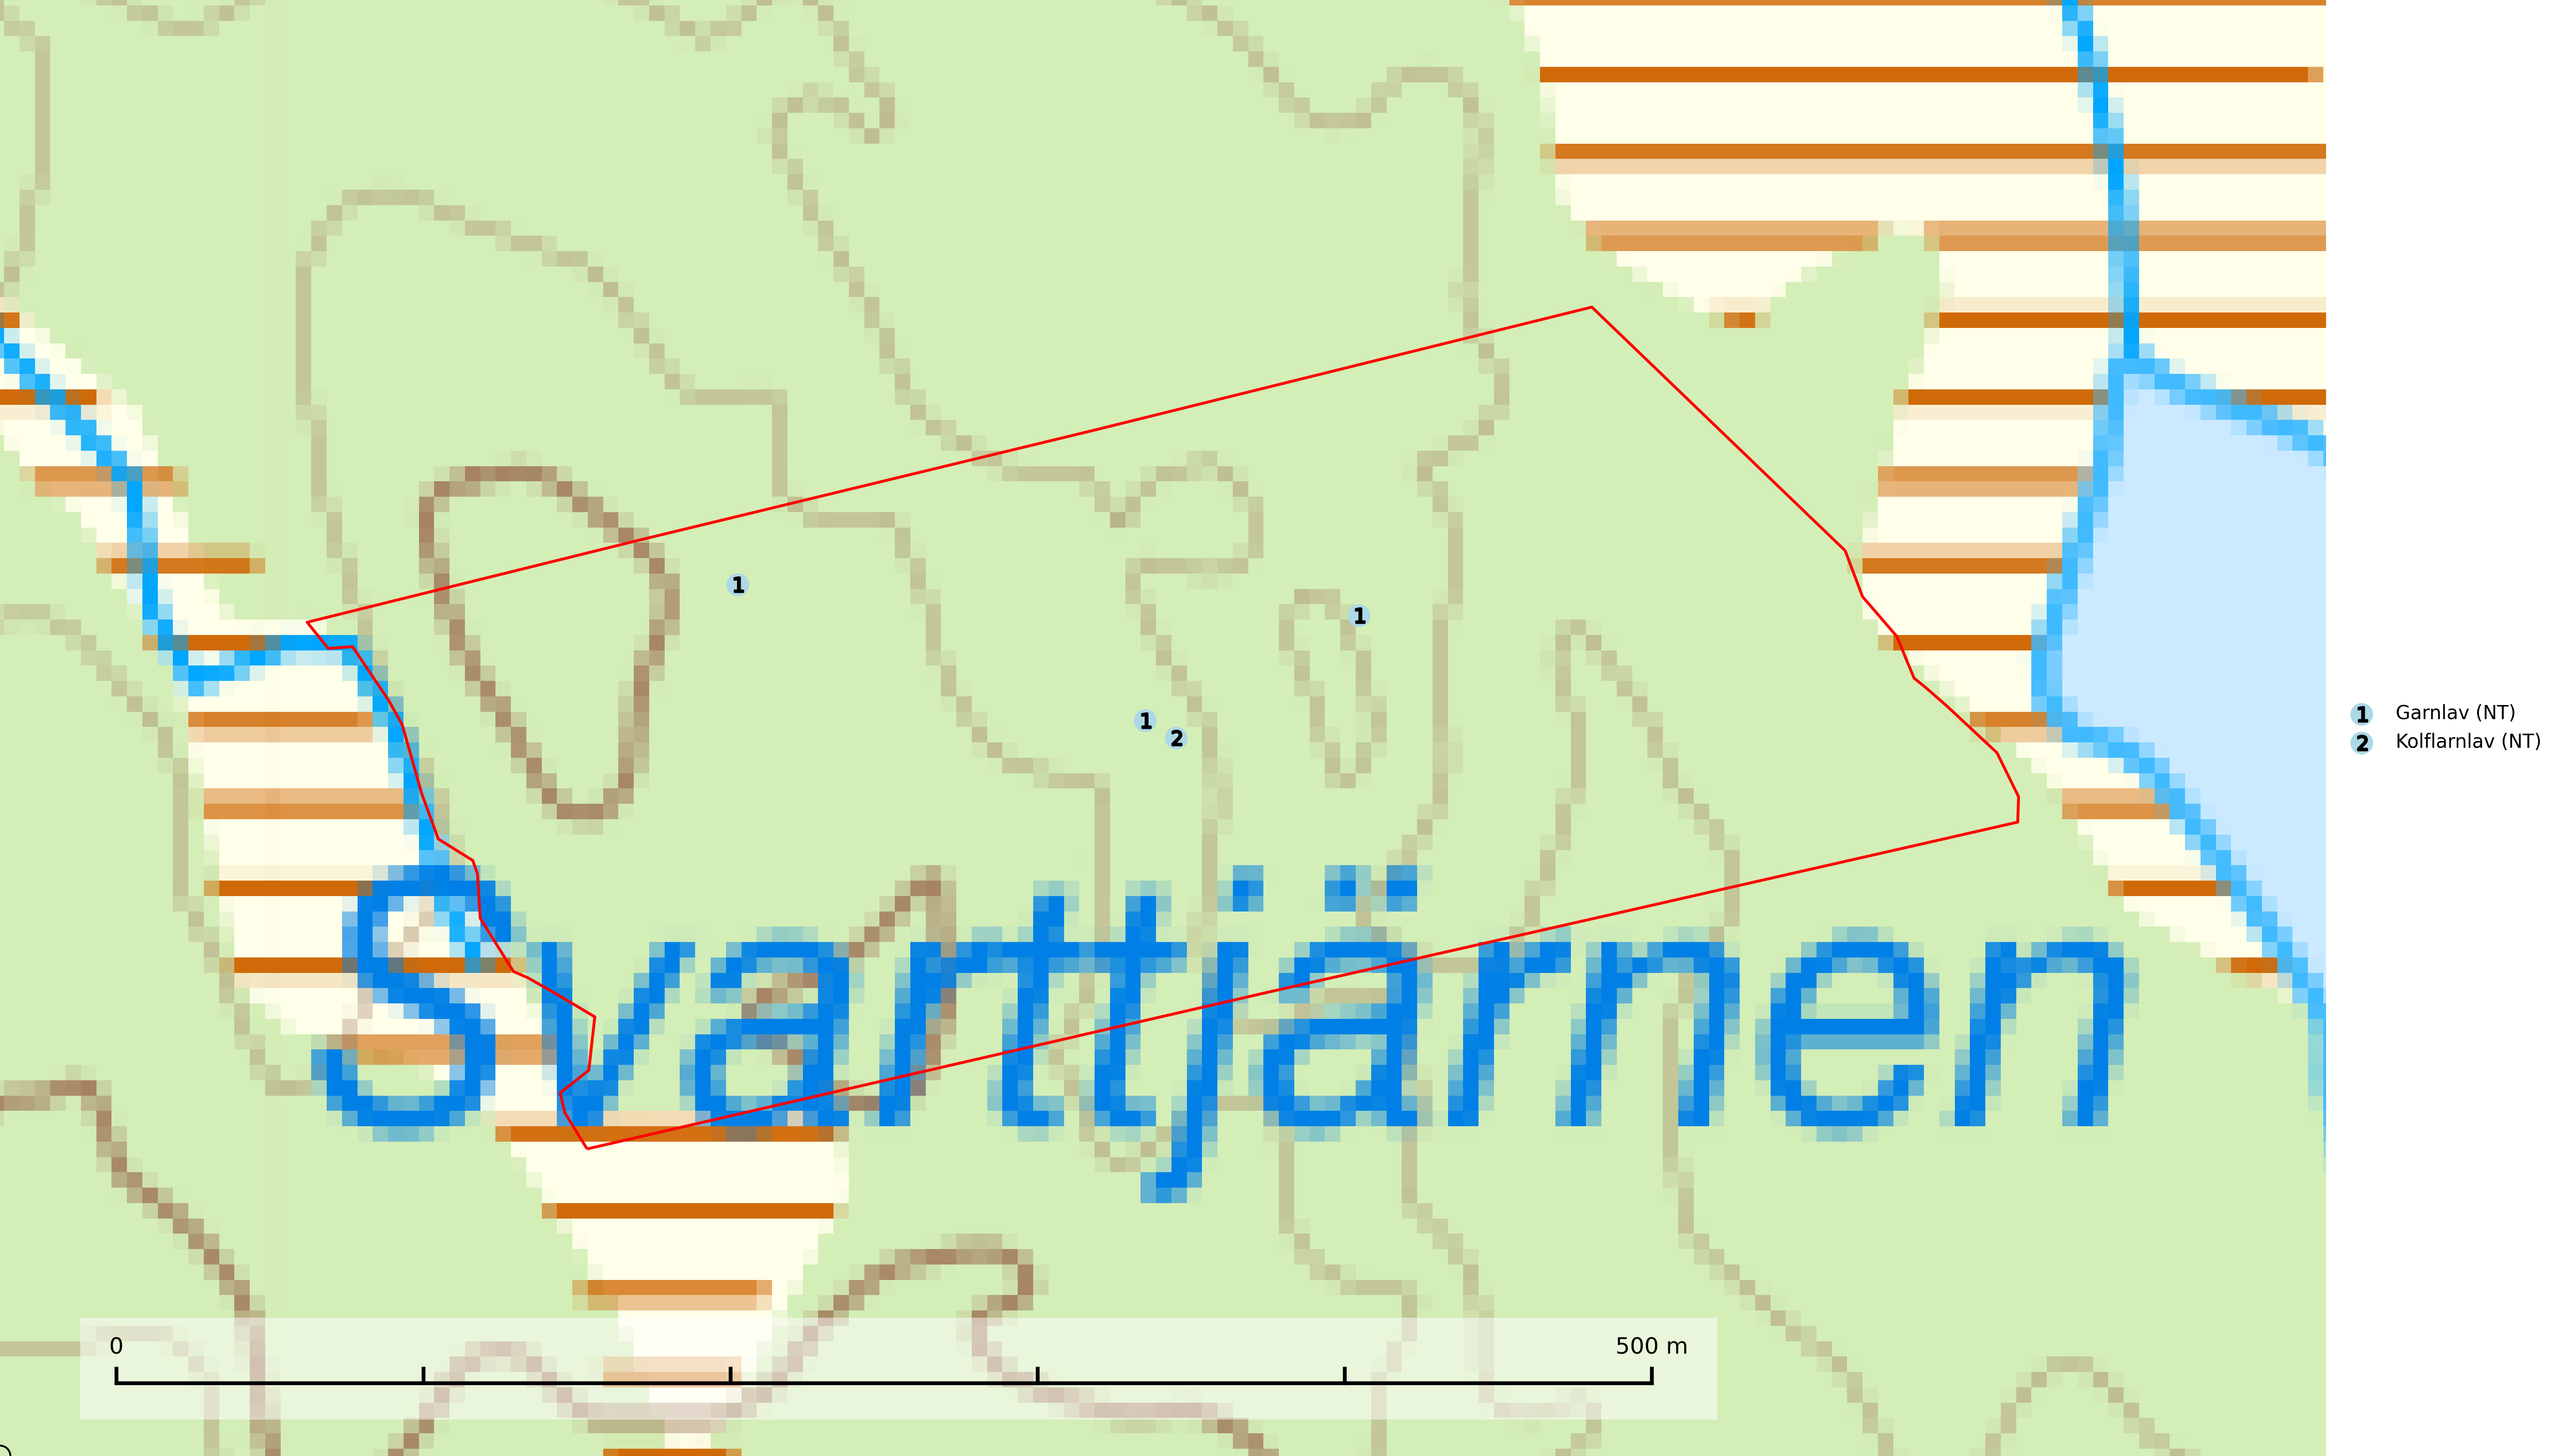 1
1
1
2
Svarttjärnen
1 Garnlav (NT)
2 Kolflarnlav (NT)
0 500 m